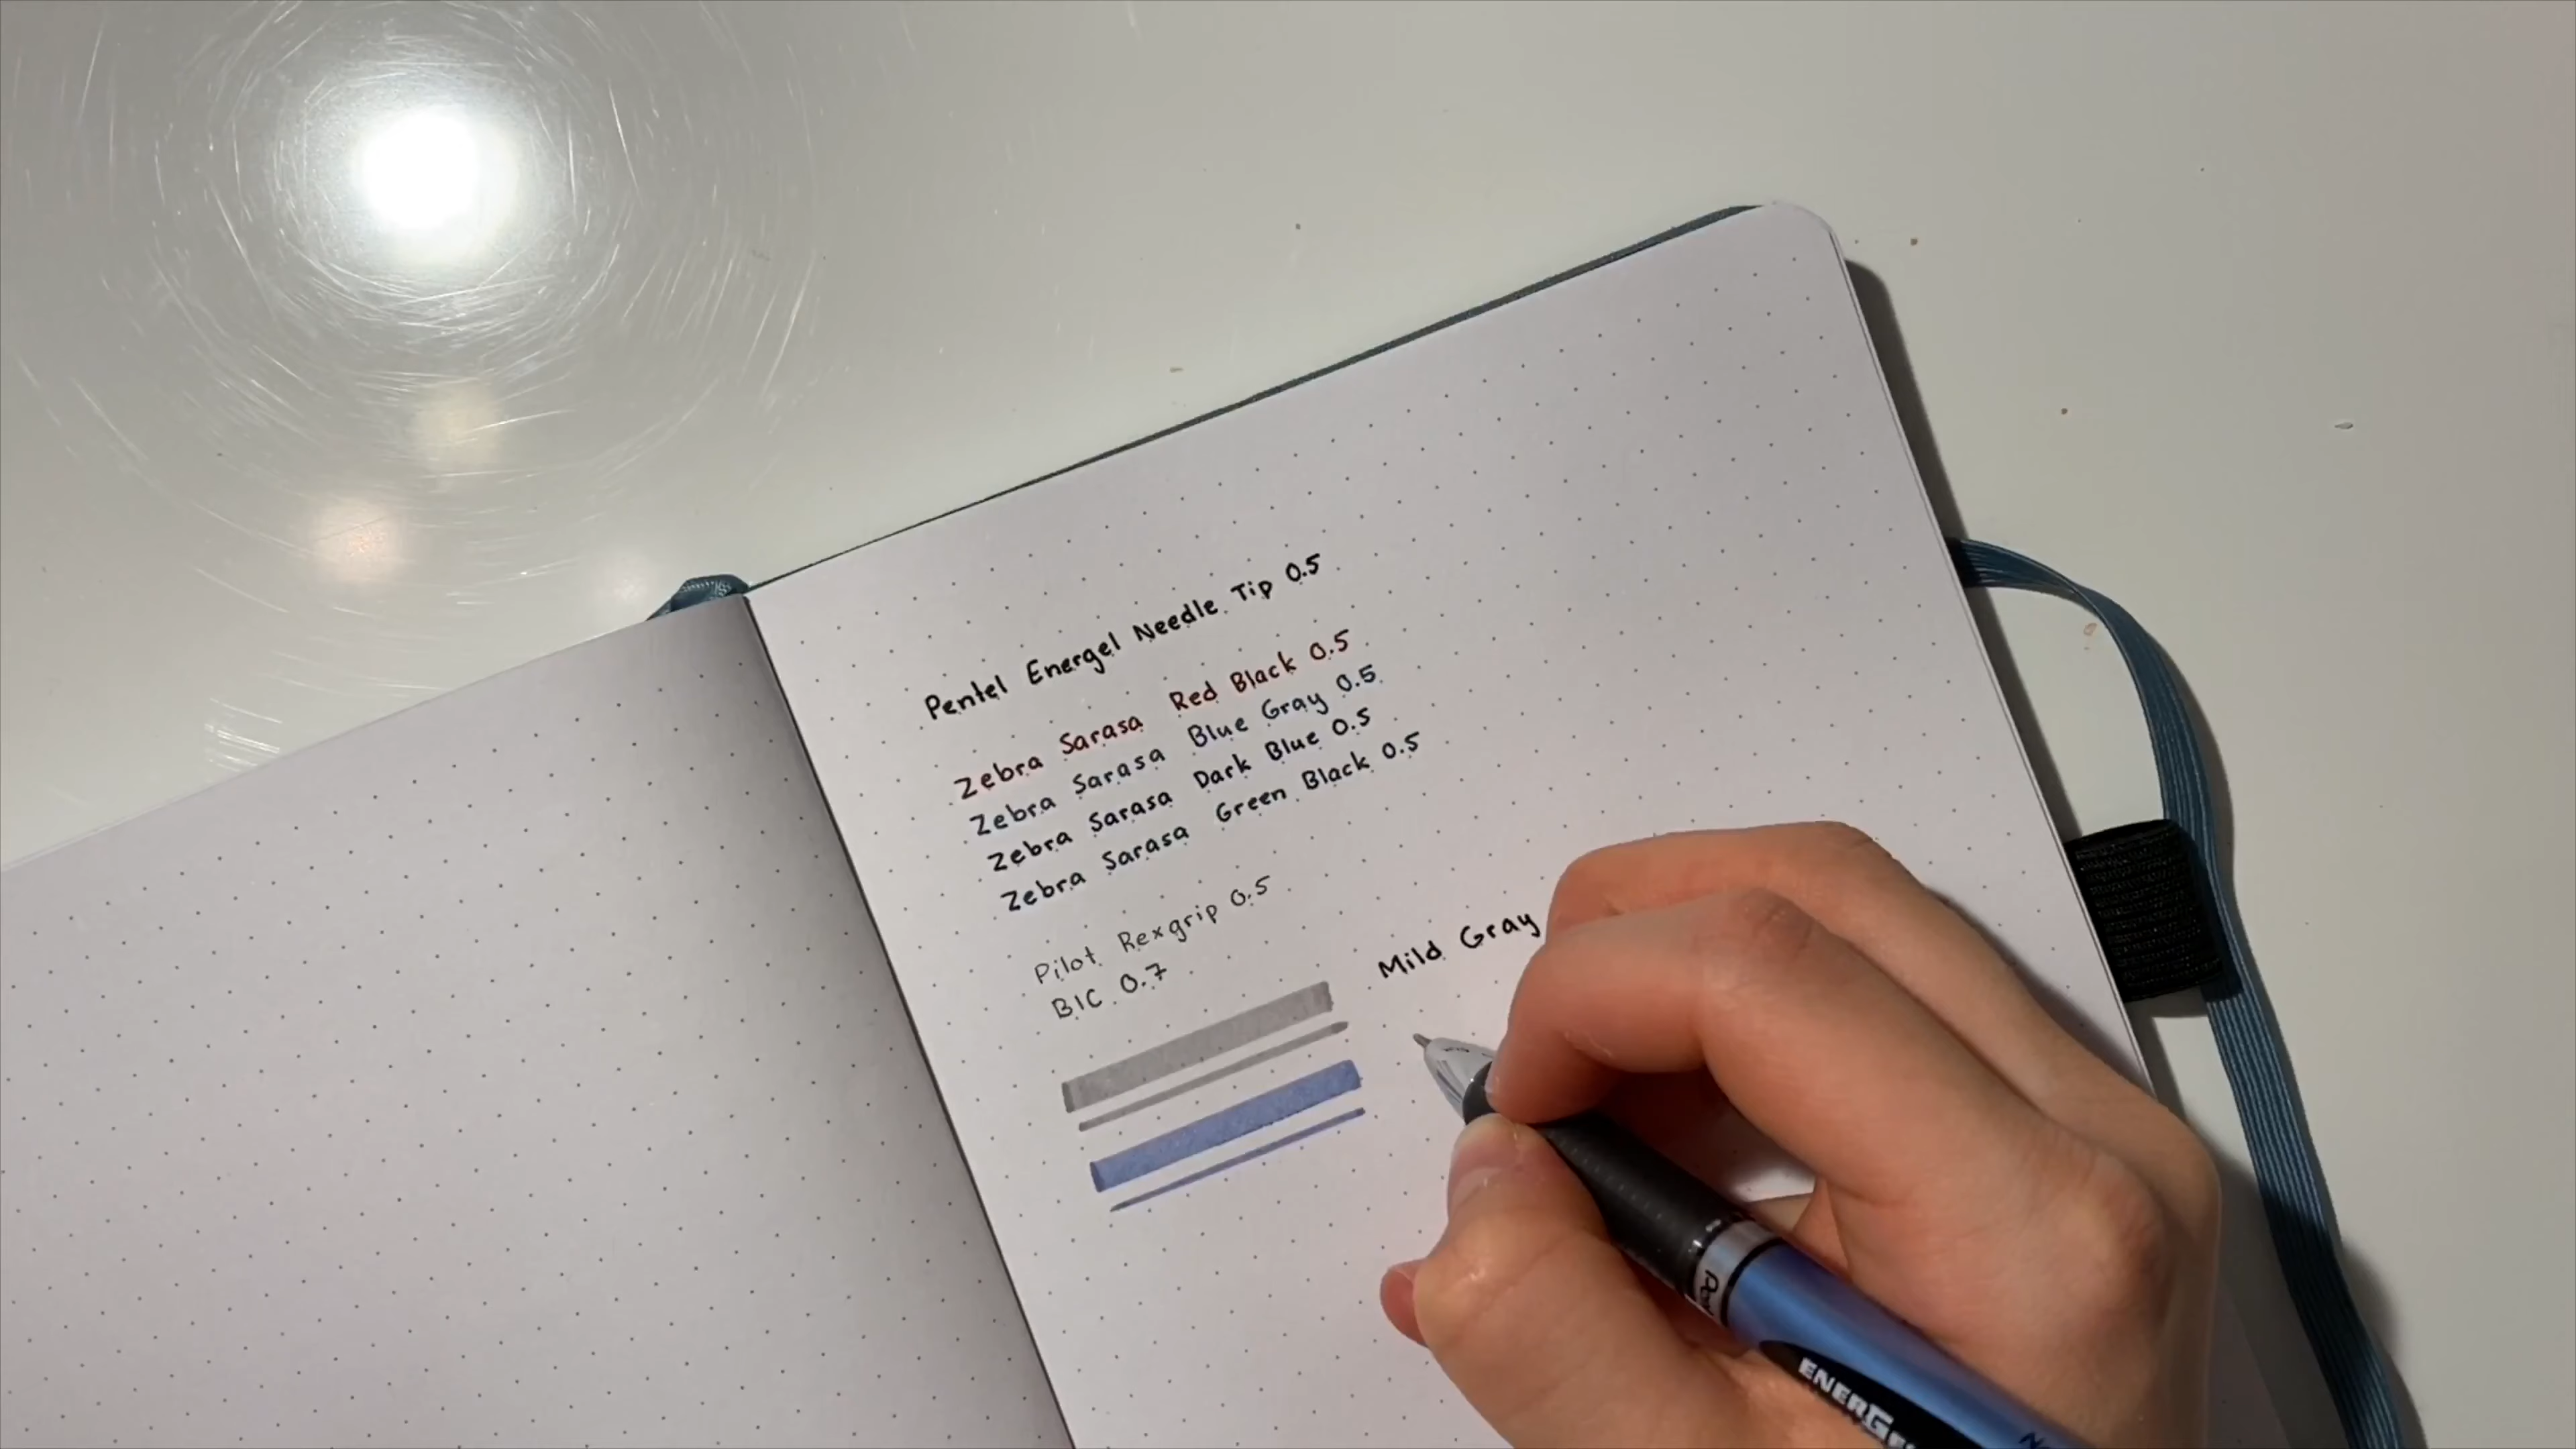 Pentel Energel Needle Tip 0.5
Zebra Sarasa Red Black 0.5
Zebra Sarasa Blue Gray 0.5
Zebra Sarasa Dark Blue 0.5
Zebra Sarasa Green Black 0.5
Pilot Rexgrip 0.5
BIC 0.7
Mild Gray